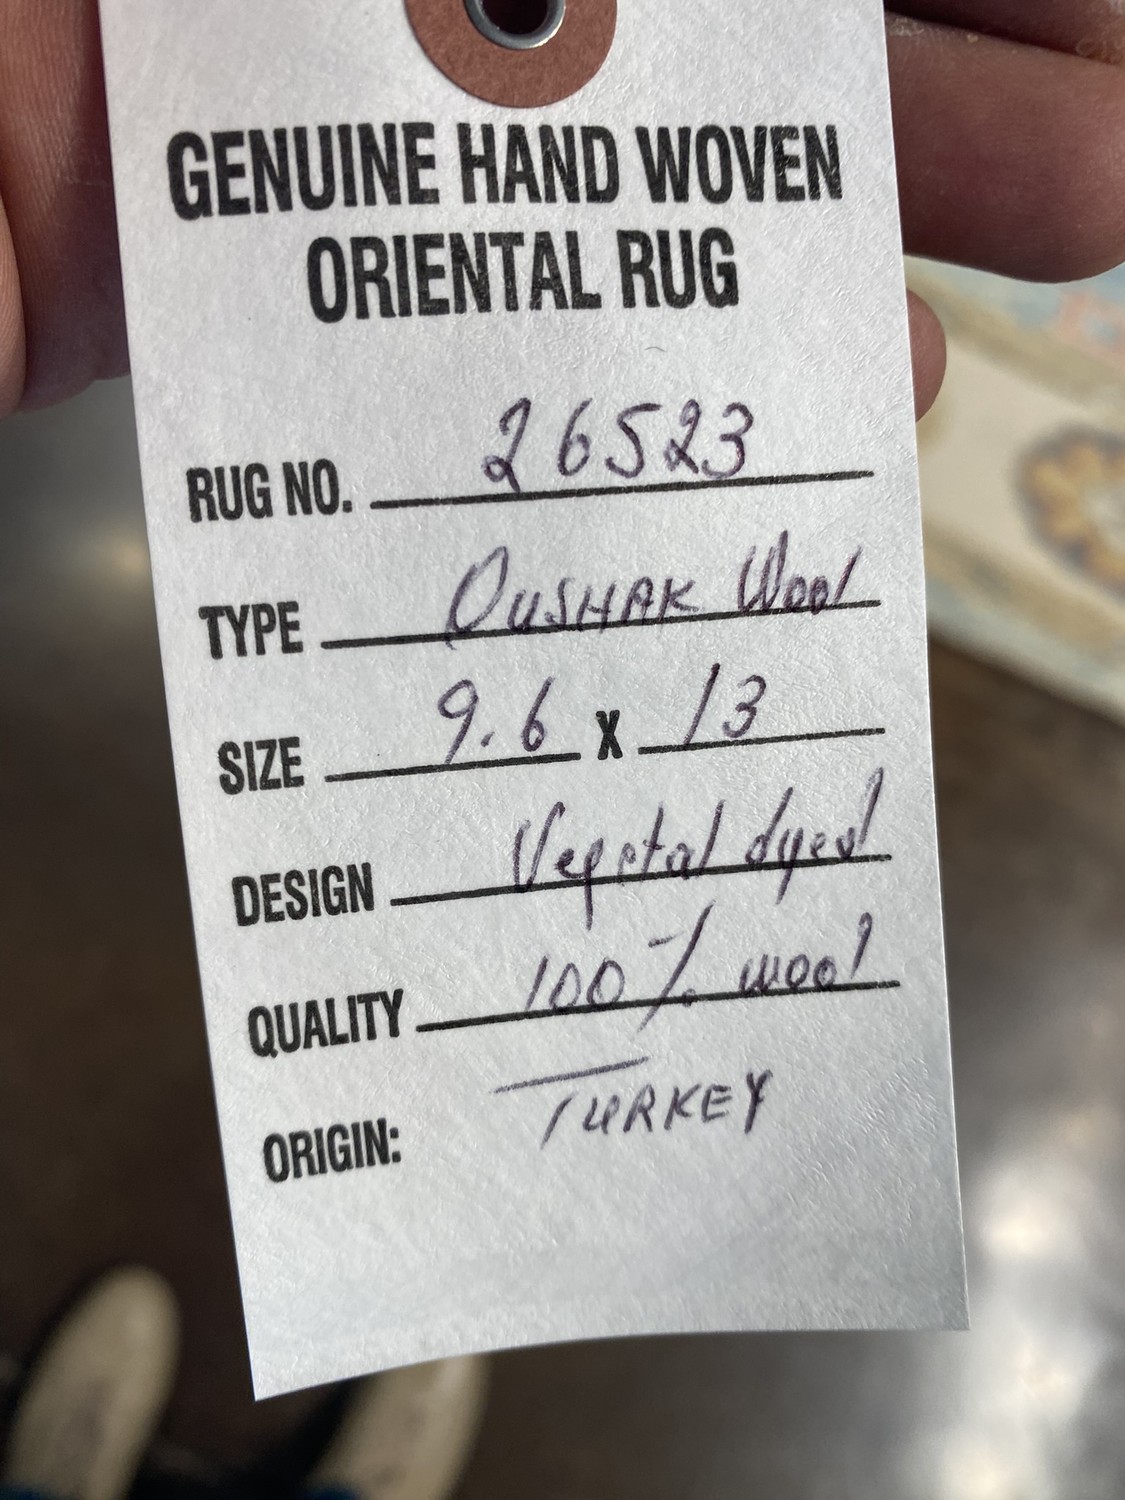 GENUINE HAND WOVEN
ORIENTAL RUG
RUG NO. 26523
TYPE OUSHAK Wool
SIZE 9.6 X 13
DESIGN Vegetal dyed
QUALITY 100% wool
ORIGIN: TURKEY